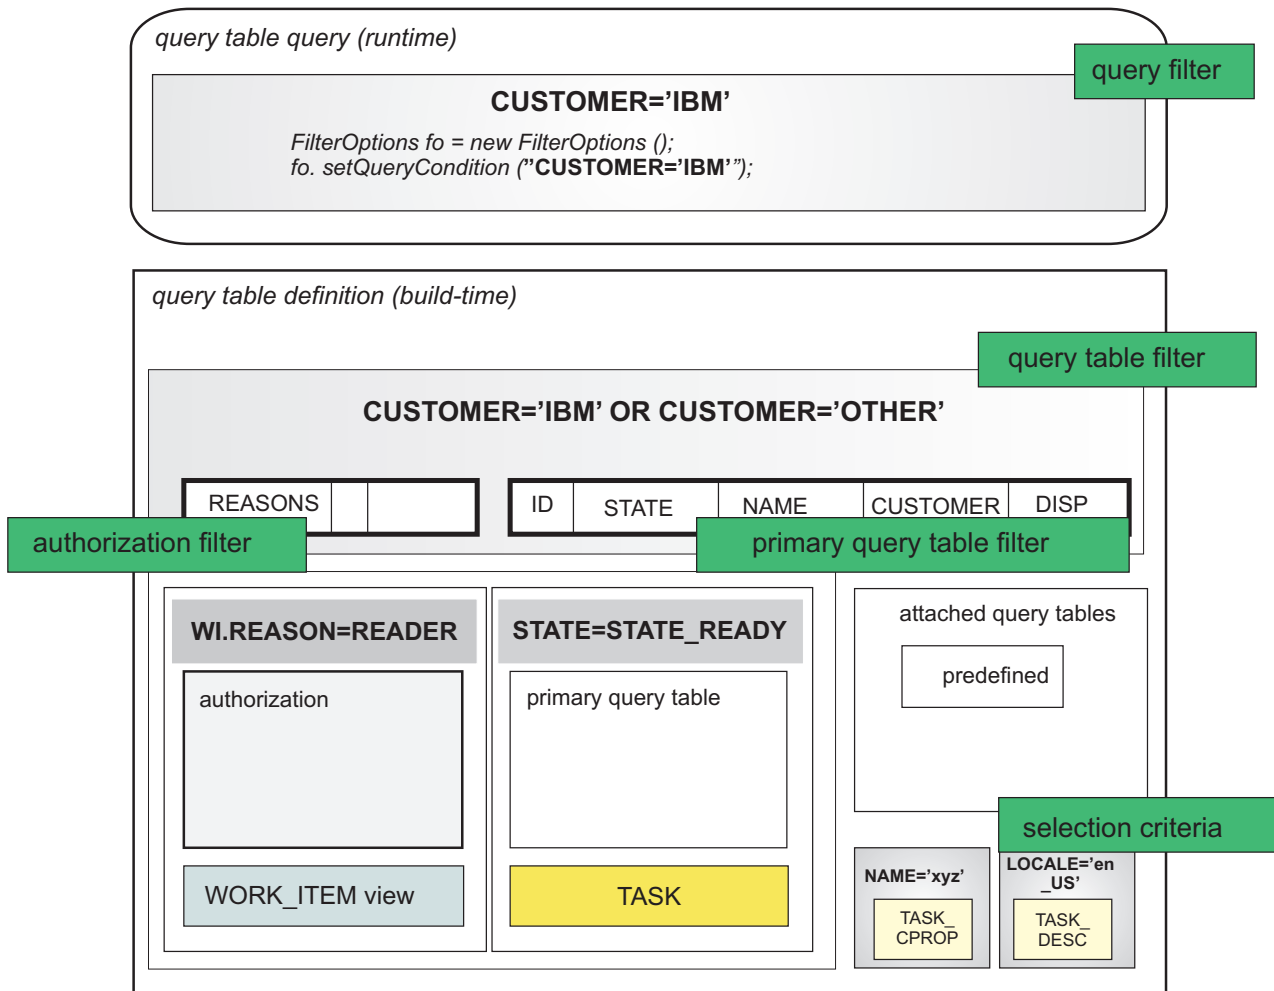 query table query (runtime)
query filter
CUSTOMER=’IBM’
FilterOptions fo = new FilterOptions ();
fo. setQueryCondition (”CUSTOMER=’IBM’”);
query table definition (build-time)
query table filter
CUSTOMER=’IBM’ OR CUSTOMER=’OTHER’
REASONS
ID STATE NAME CUSTOMER DISP
authorization filter
primary query table filter
WI.REASON=READER
STATE=STATE_READY
attached query tables
predefined
authorization
primary query table
selection criteria
WORK_ITEM view
TASK
NAME=’xyz’
TASK_
CPROP
LOCALE=’en
_US’
TASK_
DESC